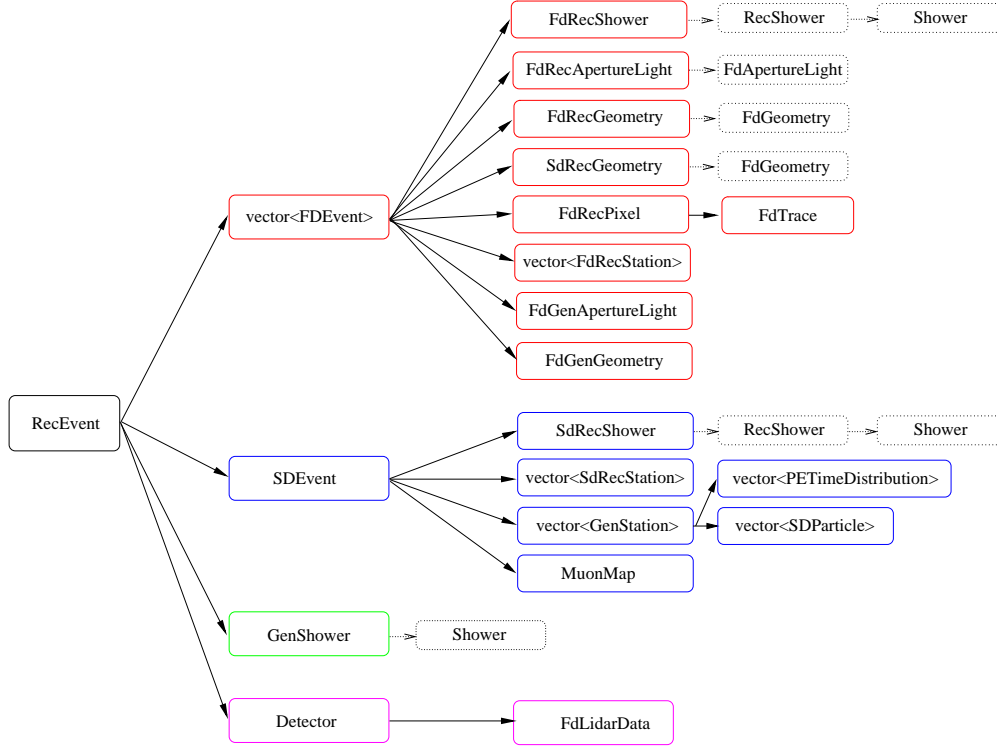 FdRecShower
RecShower
Shower
FdRecApertureLight
FdApertureLight
FdRecGeometry
FdGeometry
SdRecGeometry
FdGeometry
vector<FDEvent>
FdRecPixel
FdTrace
vector<FdRecStation>
FdGenApertureLight
FdGenGeometry
RecEvent
SdRecShower
RecShower
Shower
SDEvent
vector<SdRecStation>
vector<PETimeDistribution>
vector<GenStation>
vector<SDParticle>
MuonMap
GenShower
Shower
Detector
FdLidarData